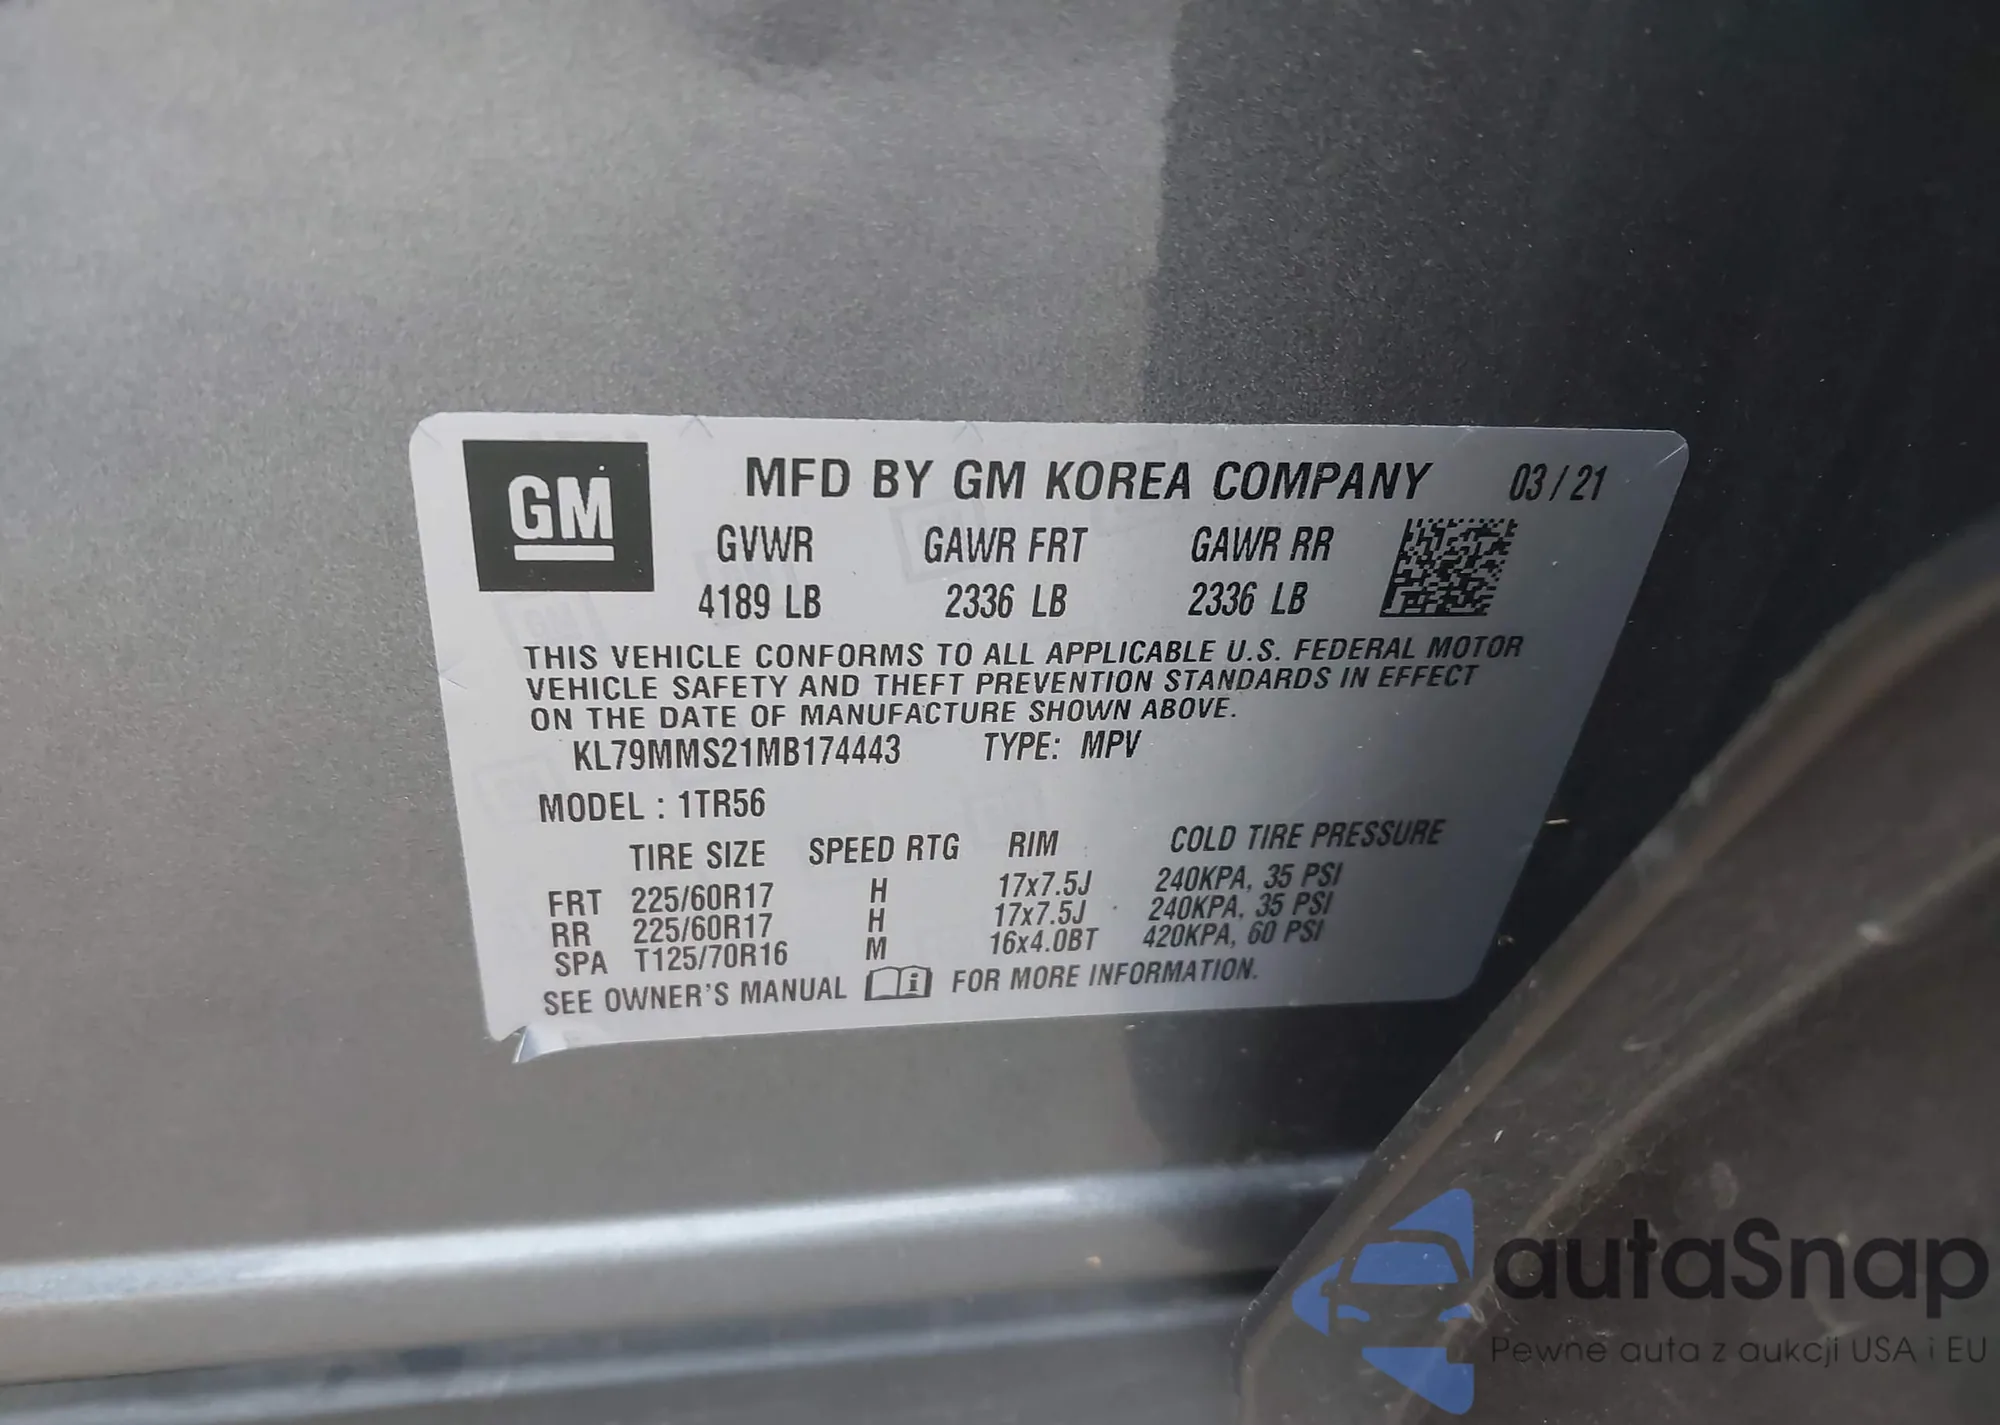 GM
MFD BY GM KOREA COMPANY 03/21
GVWR GAWR FRT GAWR RR
4189 LB 2336 LB 2336 LB
THIS VEHICLE CONFORMS TO ALL APPLICABLE U.S. FEDERAL MOTOR
VEHICLE SAFETY AND THEFT PREVENTION STANDARDS IN EFFECT
ON THE DATE OF MANUFACTURE SHOWN ABOVE.
KL79MMS21MB174443 TYPE: MPV
MODEL : 1TR56
TIRE SIZE SPEED RTG RIM COLD TIRE PRESSURE
FRT 225/60R17 H 17x7.5J 240KPA, 35 PSI
RR 225/60R17 H 17x7.5J 240KPA, 35 PSI
SPA T125/70R16 M 16x4.0BT 420KPA, 60 PSI
SEE OWNER'S MANUAL i FOR MORE INFORMATION.
autaSnap
Pewne auta z aukcji USA i EU